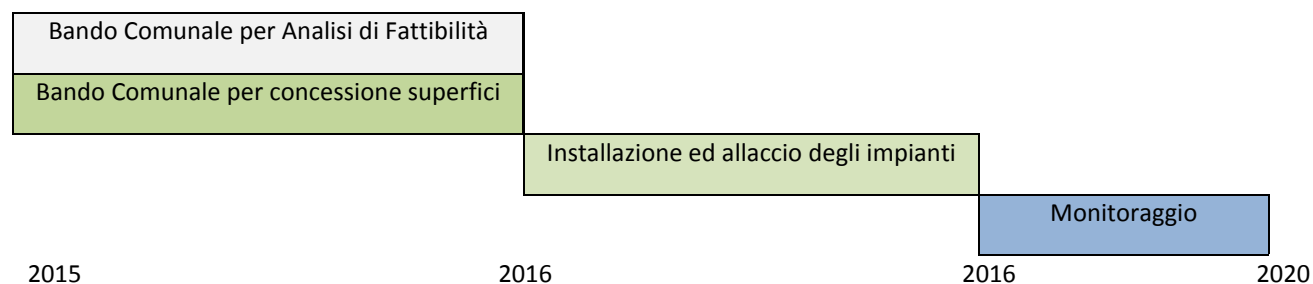 Bando Comunale per Analisi di Fattibilità
Bando Comunale per concessione superfici
Installazione ed allaccio degli impianti
Monitoraggio
2015 2016 2016 2020